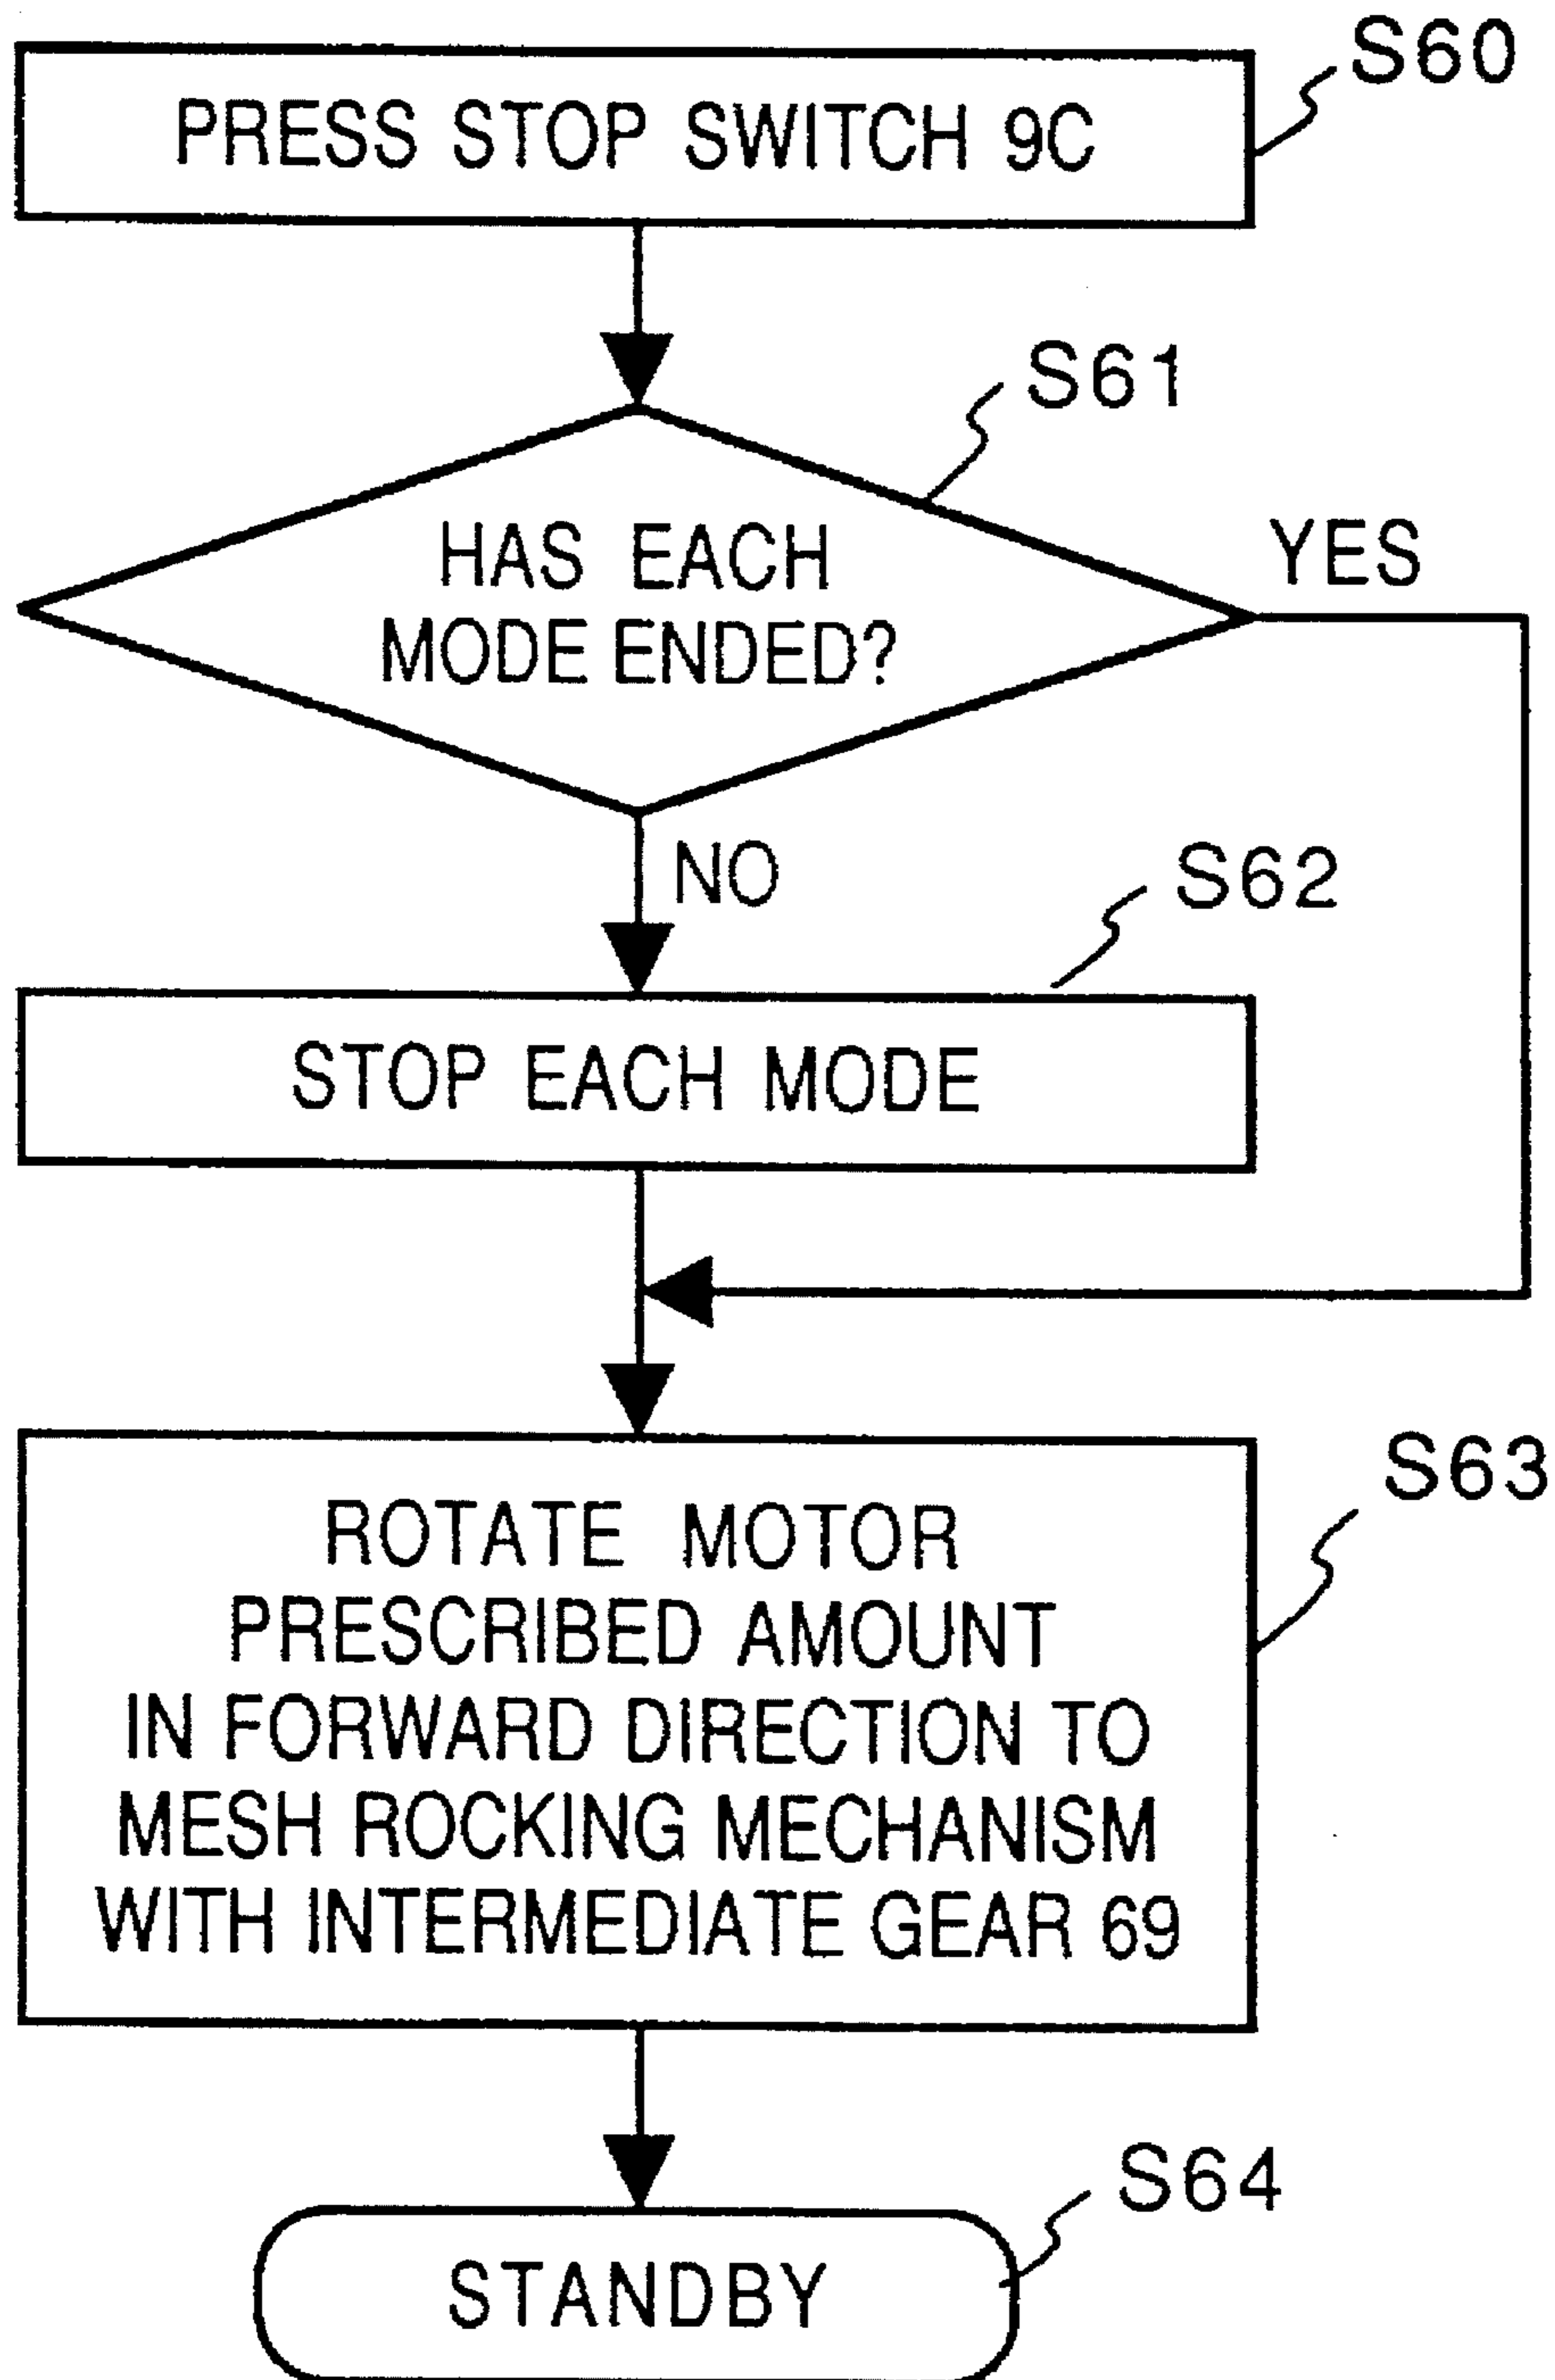 S60
PRESS STOP SWITCH 9C
S61
HAS EACH
MODE ENDED?
YES
NO
S62
STOP EACH MODE
S63
ROTATE MOTOR
PRESCRIBED AMOUNT
IN FORWARD DIRECTION TO
MESH ROCKING MECHANISM
WITH INTERMEDIATE GEAR 69
S64
STANDBY